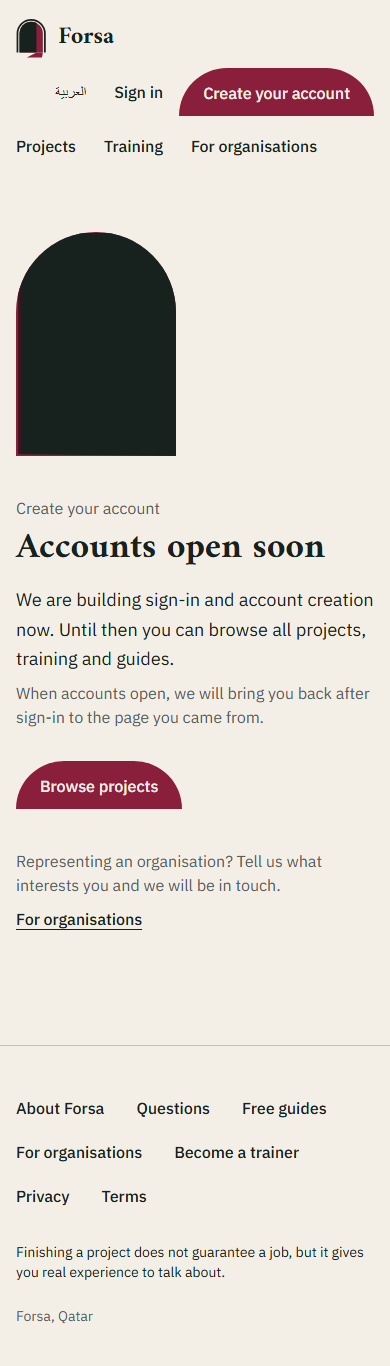 Forsa
العربية
Sign in
Create your account
Projects
Training
For organisations
Create your account
Accounts open soon
We are building sign-in and account creation
now. Until then you can browse all projects,
training and guides.
When accounts open, we will bring you back after
sign-in to the page you came from.
Browse projects
Representing an organisation? Tell us what
interests you and we will be in touch.
For organisations
About Forsa
Questions
Free guides
For organisations
Become a trainer
Privacy
Terms
Finishing a project does not guarantee a job, but it gives
you real experience to talk about.
Forsa, Qatar